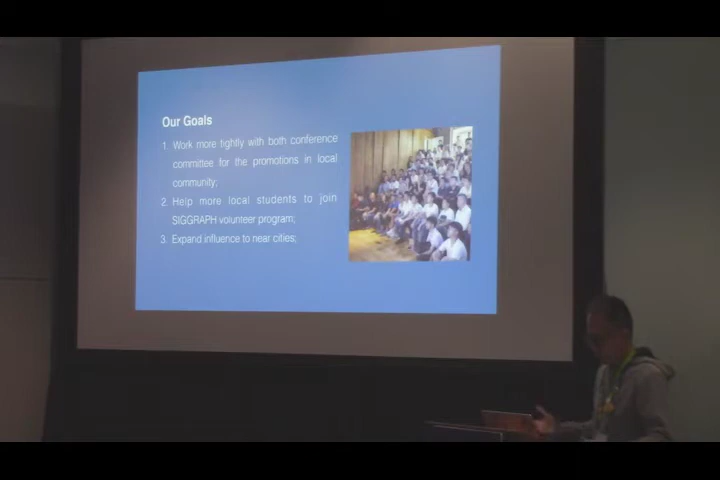 Our Goals
1. Work more tightly with both conference
committee for the promotions in local
community;
2. Help more local students to join
SIGGRAPH volunteer program;
3. Expand influence to near cities;